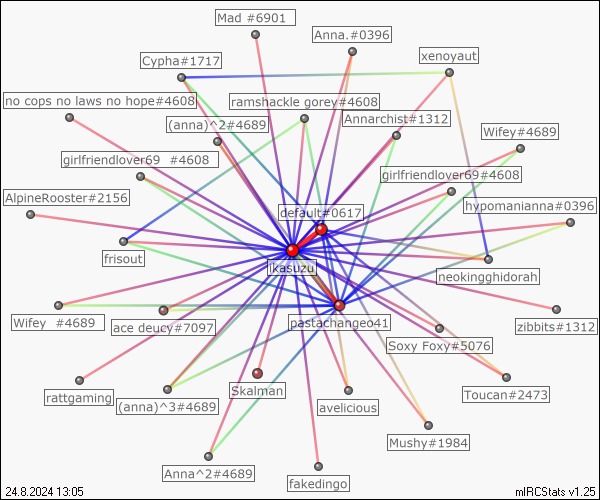 Mad #6901
Anna.#0396
xenoyaut
Cypha#1717
no cops no laws no hope#4608
ramshackle gorey#4608
(anna)^2#4689
Annarchist#1312
Wifey#4689
girlfriendlover69 #4608
girlfriendlover69#4608
AlpineRooster#2156
default#0617
hypomanianna#0396
frisout
ikasuzu
neokingghidorah
Wifey #4689
ace deucy#7097
pastachangeo41
zibbits#1312
Soxy Foxy#5076
rattgaming
(anna)^3#4689
Skalman
avelicious
Toucan#2473
Mushy#1984
Anna^2#4689
fakedingo
24.8.2024 13:05
mIRCStats v1.25